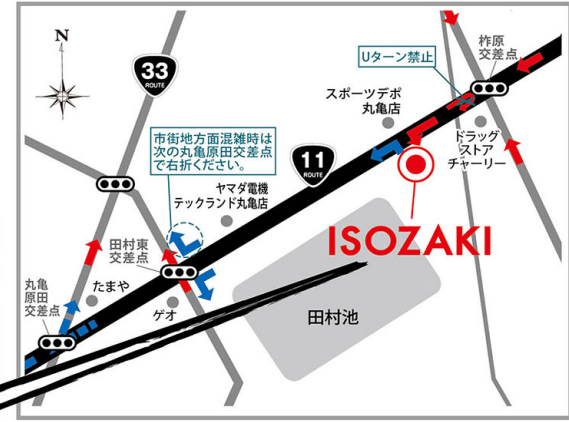 N
33
ROUTE
柞原
交差点
Uターン禁止
スポーツデポ
丸亀店
市街地方面混雑時は
次の丸亀原田交差点
で右折ください。
11
ROUTE
ドラッグ
ストア
チャーリー
ヤマダ電機
テックランド丸亀店
ISOZAKI
田村東
交差点
丸亀
原田
交差点
たまや
ゲオ
田村池